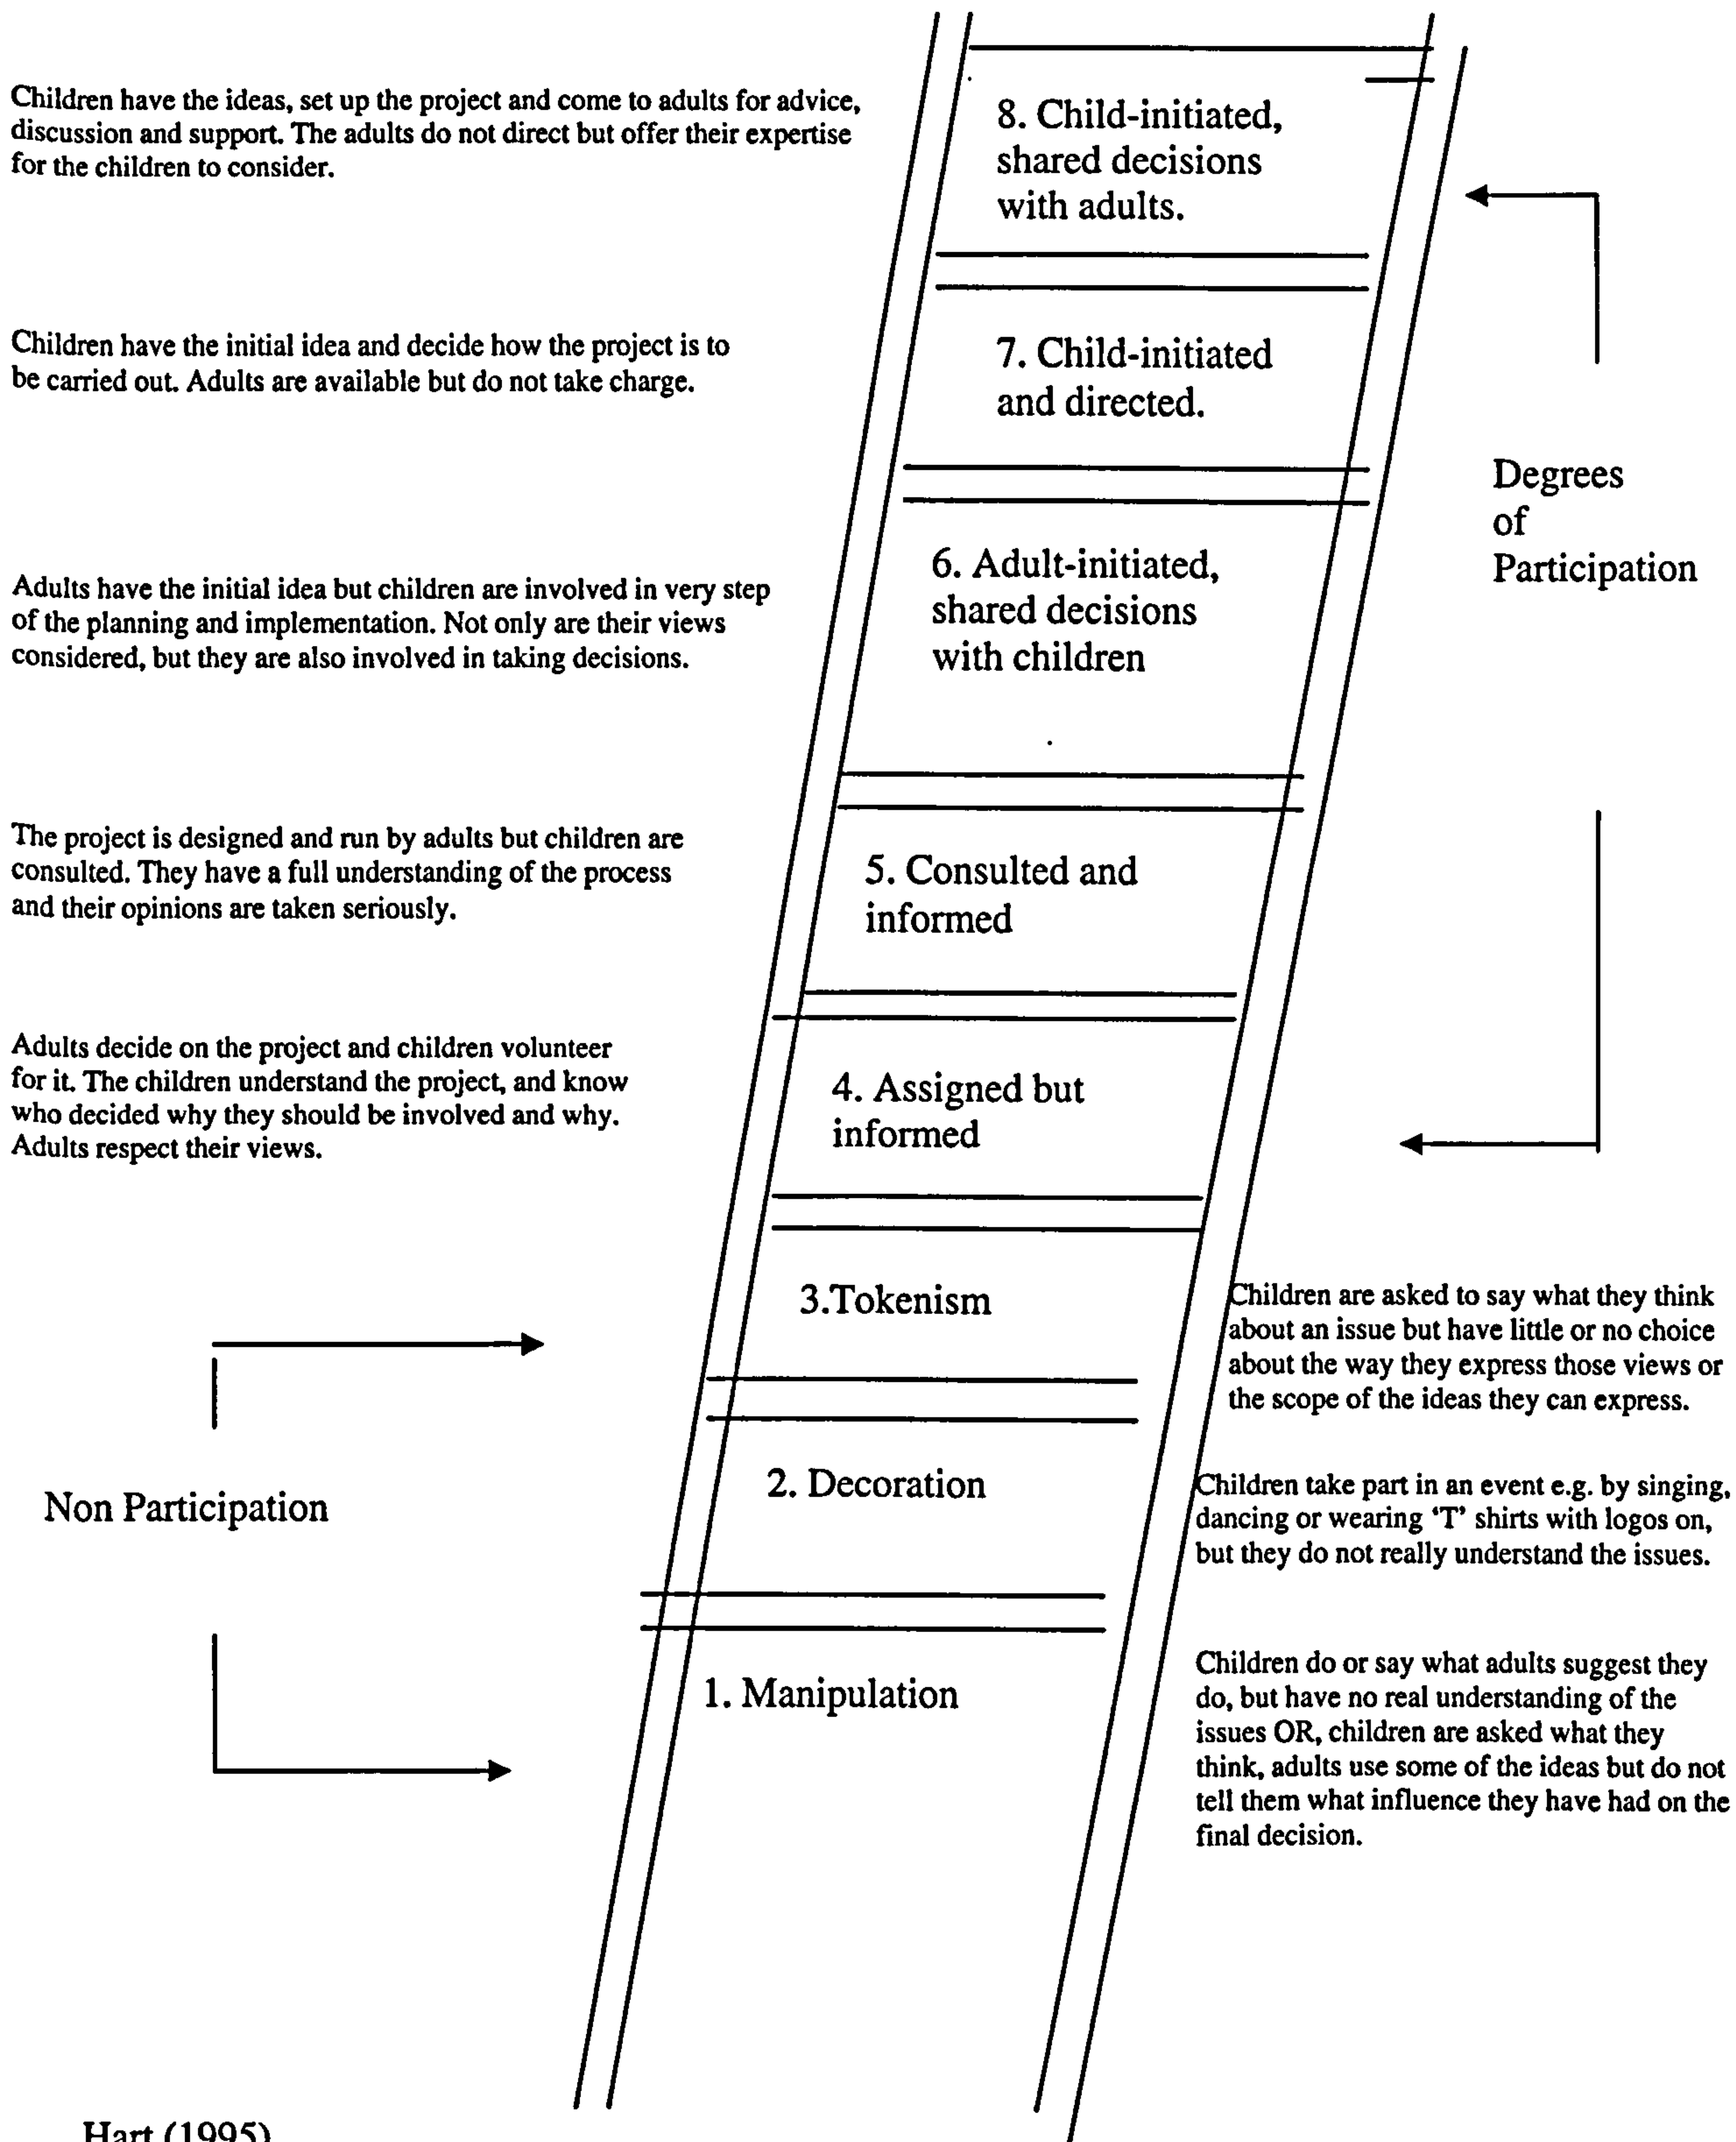 Children have the ideas, set up the project and come to adults for advice,
discussion and support. The adults do not direct but offer their expertise
for the children to consider.
8. Child-initiated,
shared decisions
with adults.
Children have the initial idea and decide how the project is to
be carried out. Adults are available but do not take charge.
7. Child-initiated
and directed.
Degrees
of
Participation
Adults have the initial idea but children are involved in very step
of the planning and implementation. Not only are their views
considered, but they are also involved in taking decisions.
6. Adult-initiated,
shared decisions
with children
The project is designed and run by adults but children are
consulted. They have a full understanding of the process
and their opinions are taken seriously.
5. Consulted and
informed
Adults decide on the project and children volunteer
for it. The children understand the project, and know
who decided why they should be involved and why.
Adults respect their views.
4. Assigned but
informed
3.Tokenism
Children are asked to say what they think
about an issue but have little or no choice
about the way they express those views or
the scope of the ideas they can express.
Non Participation
2. Decoration
Children take part in an event e.g. by singing,
dancing or wearing ‘T’ shirts with logos on,
but they do not really understand the issues.
1. Manipulation
Children do or say what adults suggest they
do, but have no real understanding of the
issues OR, children are asked what they
think, adults use some of the ideas but do not
tell them what influence they have had on the
final decision.
Hart (1995)